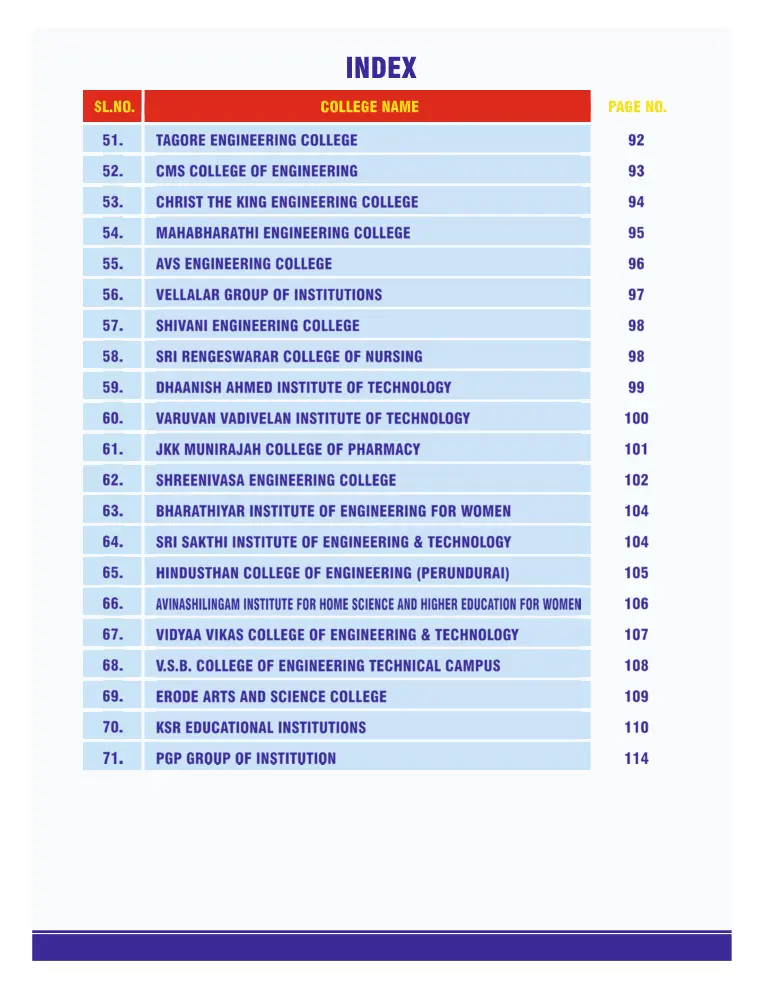 INDEX
SL.NO. COLLEGE NAME PAGE NO.
51. TAGORE ENGINEERING COLLEGE 92
52. CMS COLLEGE OF ENGINEERING 93
53. CHRIST THE KING ENGINEERING COLLEGE 94
54. MAHABHARATHI ENGINEERING COLLEGE 95
55. AVS ENGINEERING COLLEGE 96
56. VELLALAR GROUP OF INSTITUTIONS 97
57. SHIVANI ENGINEERING COLLEGE 98
58. SRI RENGESWARAR COLLEGE OF NURSING 98
59. DHAANISH AHMED INSTITUTE OF TECHNOLOGY 99
60. VARUVAN VADIVELAN INSTITUTE OF TECHNOLOGY 100
61. JKK MUNIRAJAH COLLEGE OF PHARMACY 101
62. SHREENIVASA ENGINEERING COLLEGE 102
63. BHARATHIYAR INSTITUTE OF ENGINEERING FOR WOMEN 104
64. SRI SAKTHI INSTITUTE OF ENGINEERING & TECHNOLOGY 104
65. HINDUSTHAN COLLEGE OF ENGINEERING (PERUNDURAI) 105
66. AVINASHILINGAM INSTITUTE FOR HOME SCIENCE AND HIGHER EDUCATION FOR WOMEN 106
67. VIDYAA VIKAS COLLEGE OF ENGINEERING & TECHNOLOGY 107
68. V.S.B. COLLEGE OF ENGINEERING TECHNICAL CAMPUS 108
69. ERODE ARTS AND SCIENCE COLLEGE 109
70. KSR EDUCATIONAL INSTITUTIONS 110
71. PGP GROUP OF INSTITUTION 114